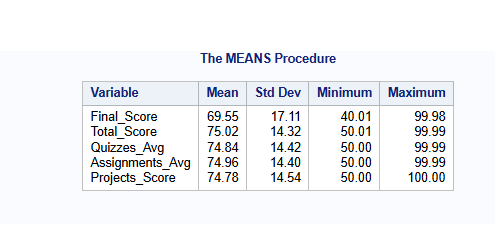 The MEANS Procedure
Variable Mean Std Dev Minimum Maximum
Final_Score 69.55 17.11 40.01 99.98
Total_Score 75.02 14.32 50.01 99.99
Quizzes_Avg 74.84 14.42 50.00 99.99
Assignments_Avg 74.96 14.40 50.00 99.99
Projects_Score 74.78 14.54 50.00 100.00